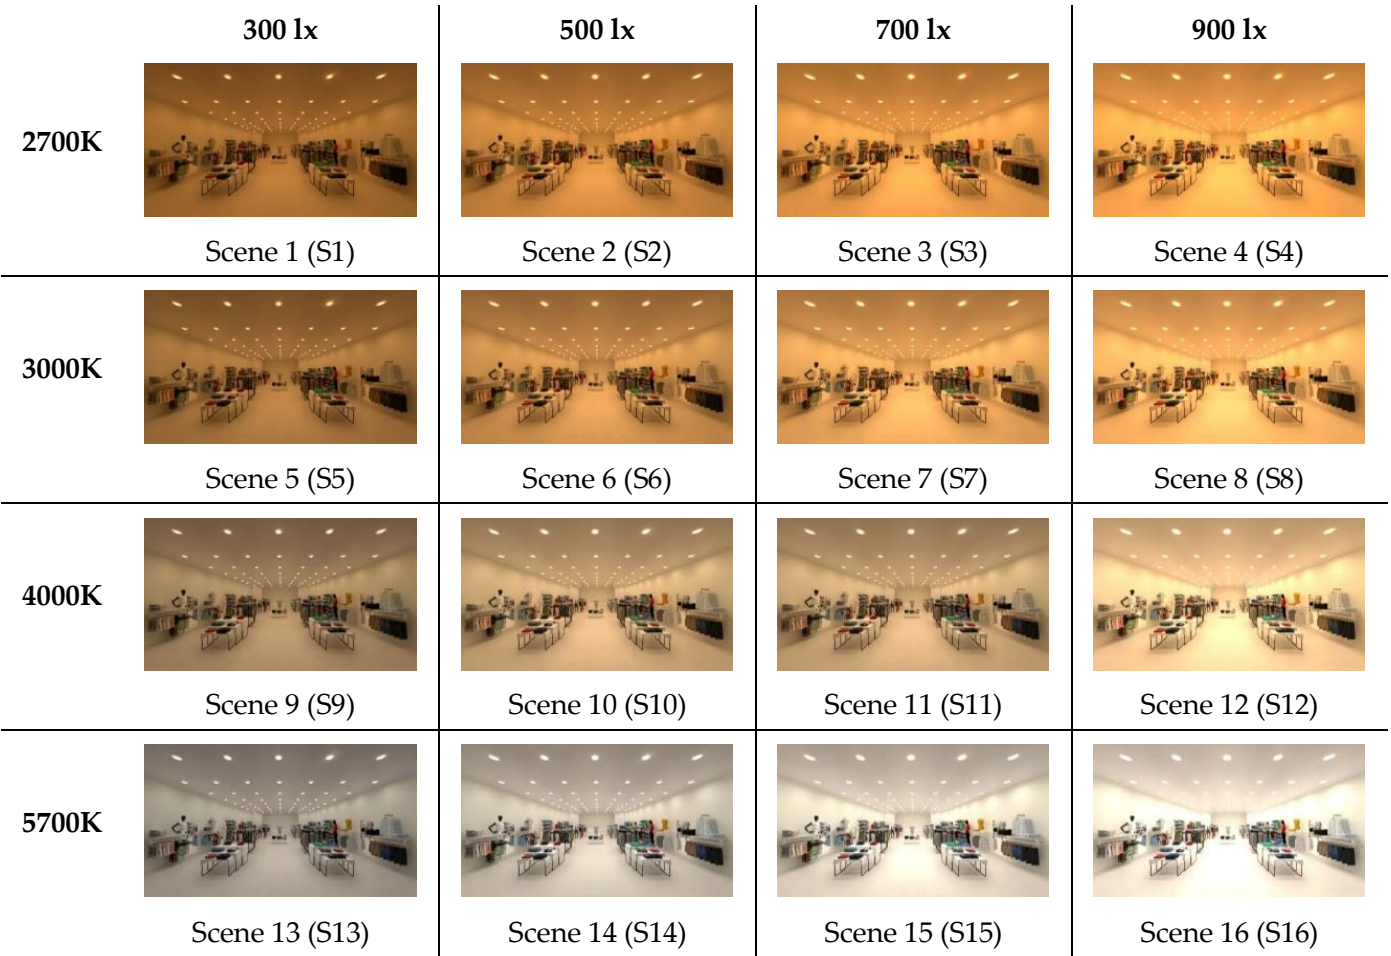 300 lx 500 lx 700 lx 900 lx
2700K
Scene 1 (S1) Scene 2 (S2) Scene 3 (S3) Scene 4 (S4)
3000K
Scene 5 (S5) Scene 6 (S6) Scene 7 (S7) Scene 8 (S8)
4000K
Scene 9 (S9) Scene 10 (S10) Scene 11 (S11) Scene 12 (S12)
5700K
Scene 13 (S13) Scene 14 (S14) Scene 15 (S15) Scene 16 (S16)